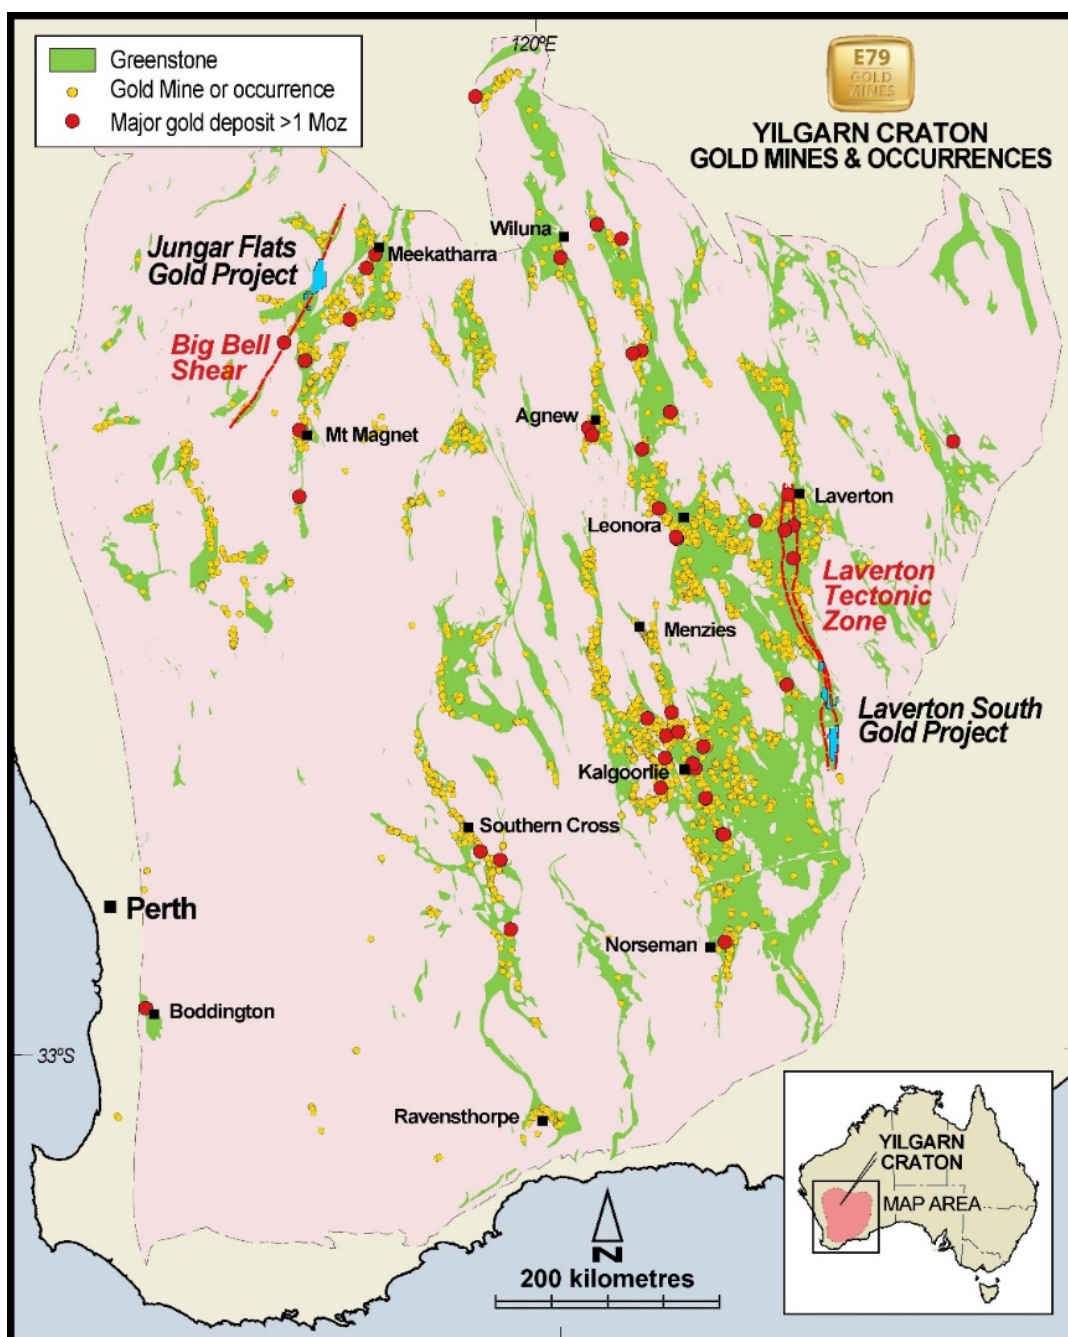 120ºE
Greenstone
Gold Mine or occurrence
Major gold deposit >1 Moz
E79
GOLD
MINES
YILGARN CRATON
GOLD MINES & OCCURRENCES
Wiluna
Jungar Flats
Gold Project
Meekatharra
Big Bell
Shear
Agnew
Mt Magnet
Laverton
Leonora
Laverton
Tectonic
Zone
Menzies
Laverton South
Gold Project
Kalgoorlie
Southern Cross
Perth
Norseman
Boddington
33ºS
Ravensthorpe
YILGARN
CRATON
MAP AREA
N
200 kilometres